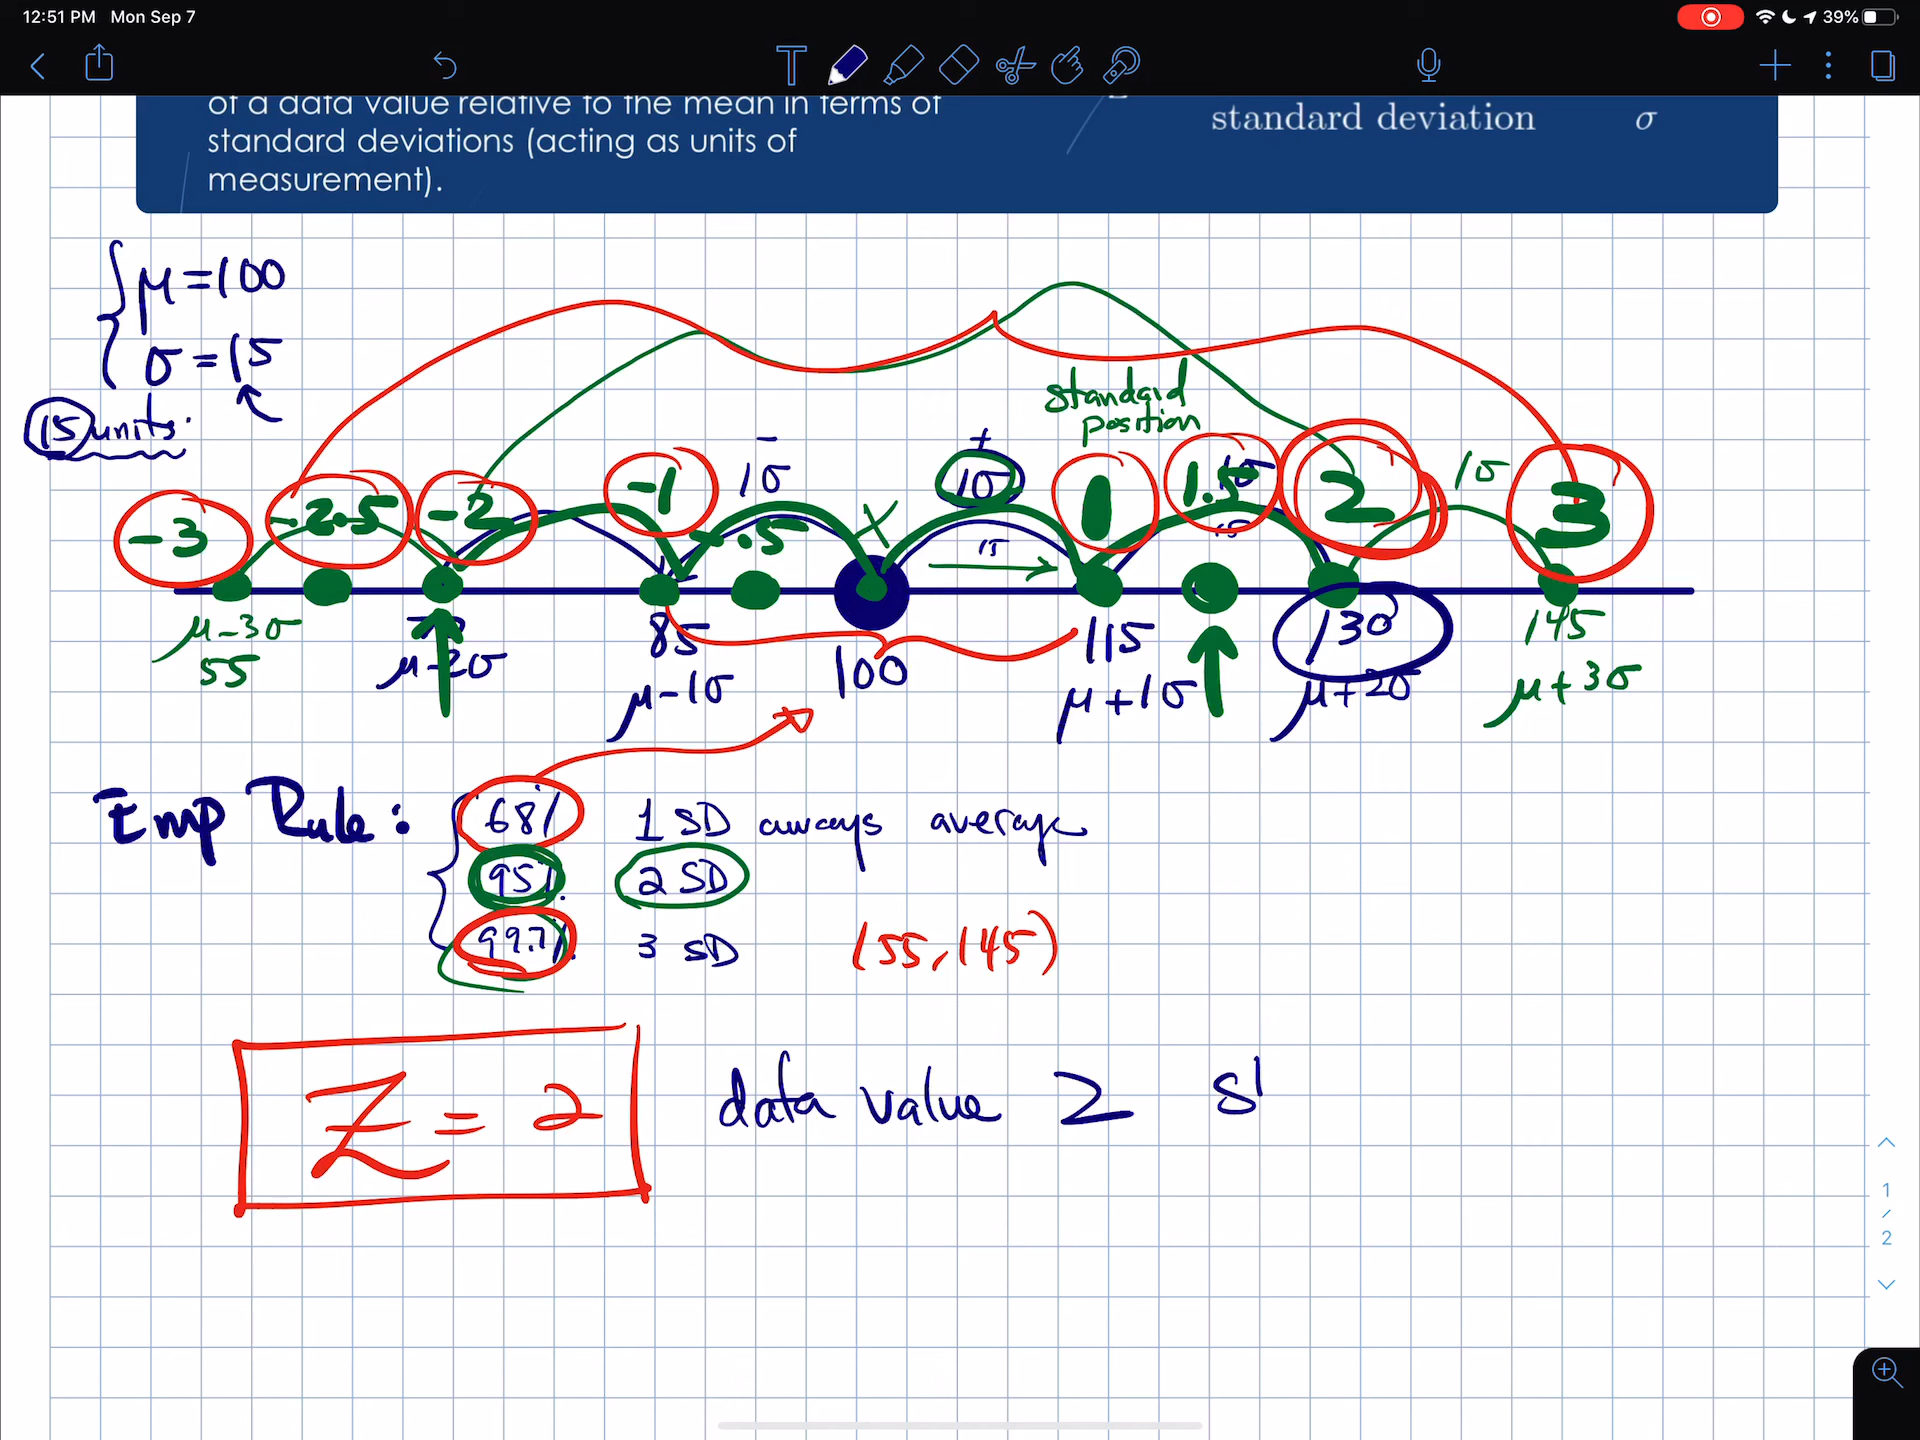 12:51 PM Mon Sep 7
39%
of a data value relative to the mean in terms of
standard deviations (acting as units of
measurement).
standard deviation σ
μ = 100
σ = 15
15 units
standard
position
- +
-3 -2.5 -2 -1 1σ -.5 1σ 1 1.5 2 1σ 3
15
μ-3σ μ-2σ 85 100 115 130 145
55 μ-1σ μ+1σ μ+2σ μ+3σ
Emp Rule: 68% 1 SD aways average
95% 2 SD
99.7% 3 SD (55, 145)
Z = 2 data value 2
1
/
2